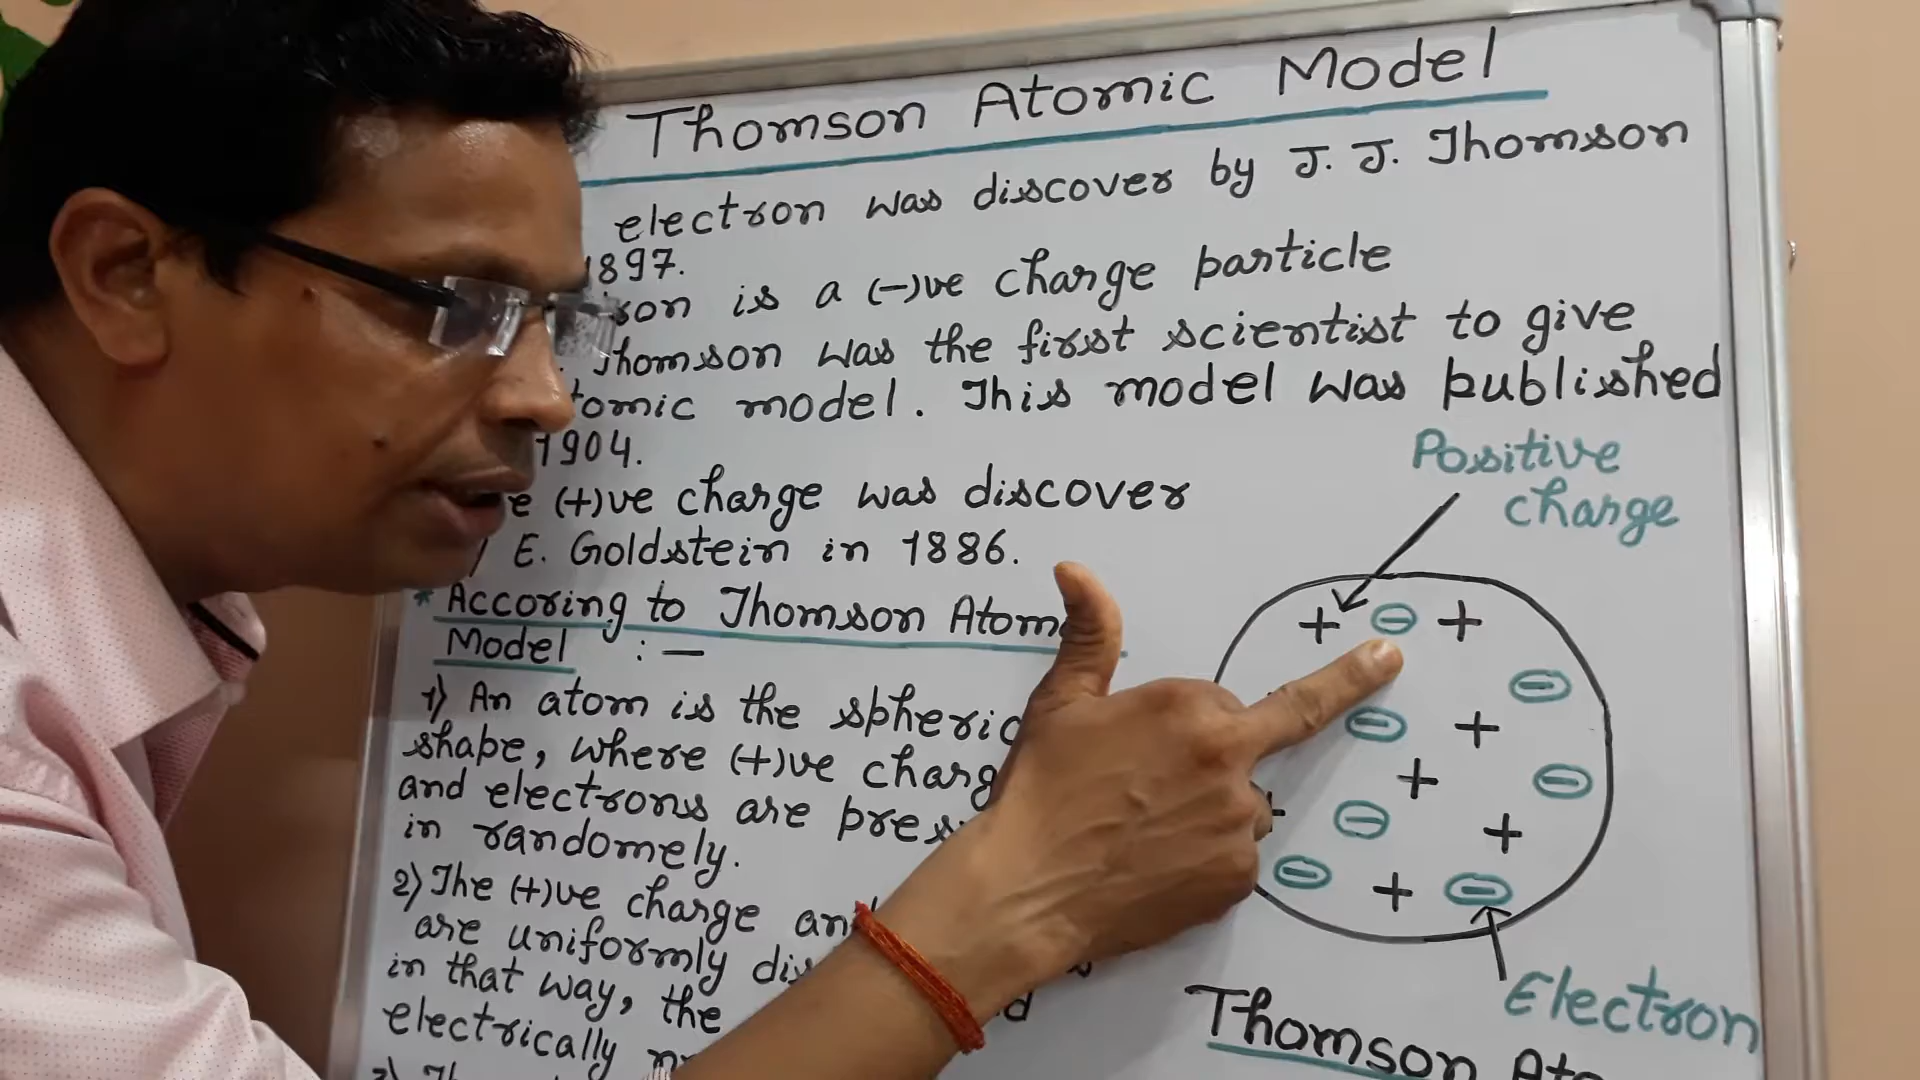 Thomson Atomic Model
electron was discover by J. J. Thomson
1897.
is a (-)ve charge particle
Thomson was the first scientist to give
model. This model was published
1904.
(+)ve charge was discover
E. Goldstein in 1886.
* Accoring to Thomson Atom
Model :-
1) An atom is the spheric
shape, where (+)ve charg
and electrons are pres
in randomely.
2) The (+)ve charge an
are uniformly dis
in that way, the
electrically
Positive
charge
+ ⊖ +
⊖
⊖ +
+ ⊖
+ ⊖ +
⊖ + ⊖
Electron
Thomson Ato